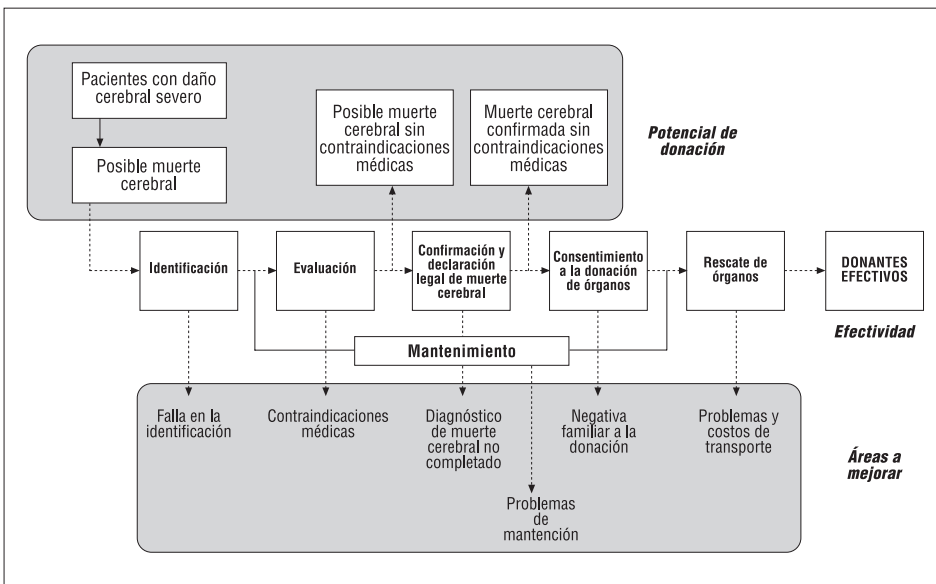 Pacientes con daño
cerebral severo
Posible muerte
cerebral
Posible muerte
cerebral sin
contraindicaciones
médicas
Muerte cerebral
confirmada sin
contraindicaciones
médicas
Potencial de
donación
Identificación
Evaluación
Confirmación y
declaración
legal de muerte
cerebral
Consentimiento
a la donación
de órganos
Rescate de
órganos
DONANTES
EFECTIVOS
Efectividad
Mantenimiento
Falla en la
identificación
Contraindicaciones
médicas
Diagnóstico
de muerte
cerebral no
completado
Negativa
familiar a la
donación
Problemas y
costos de
transporte
Problemas
de
mantención
Áreas a
mejorar